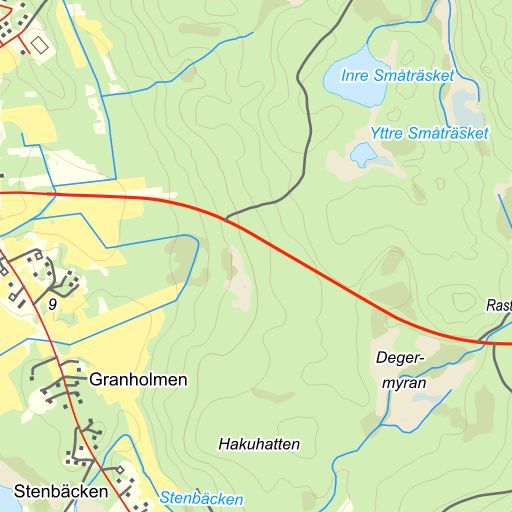 Inre Småträsket
Yttre Småträsket
9
Rast
Deger-
myran
Granholmen
Hakuhatten
Stenbäcken
Stenbäcken